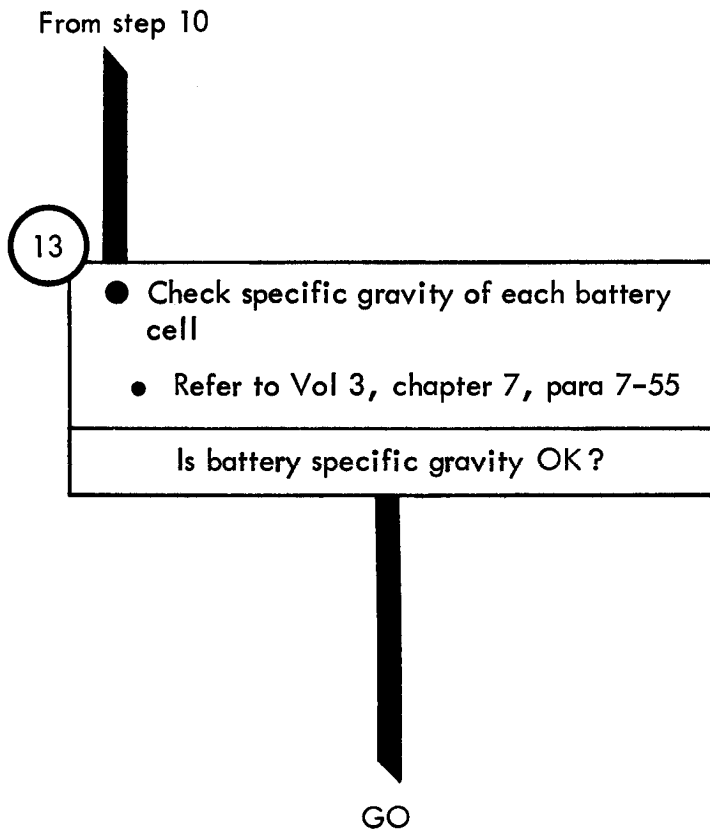 From step 10
13
● Check specific gravity of each battery
cell
● Refer to Vol 3, chapter 7, para 7-55
Is battery specific gravity OK?
GO